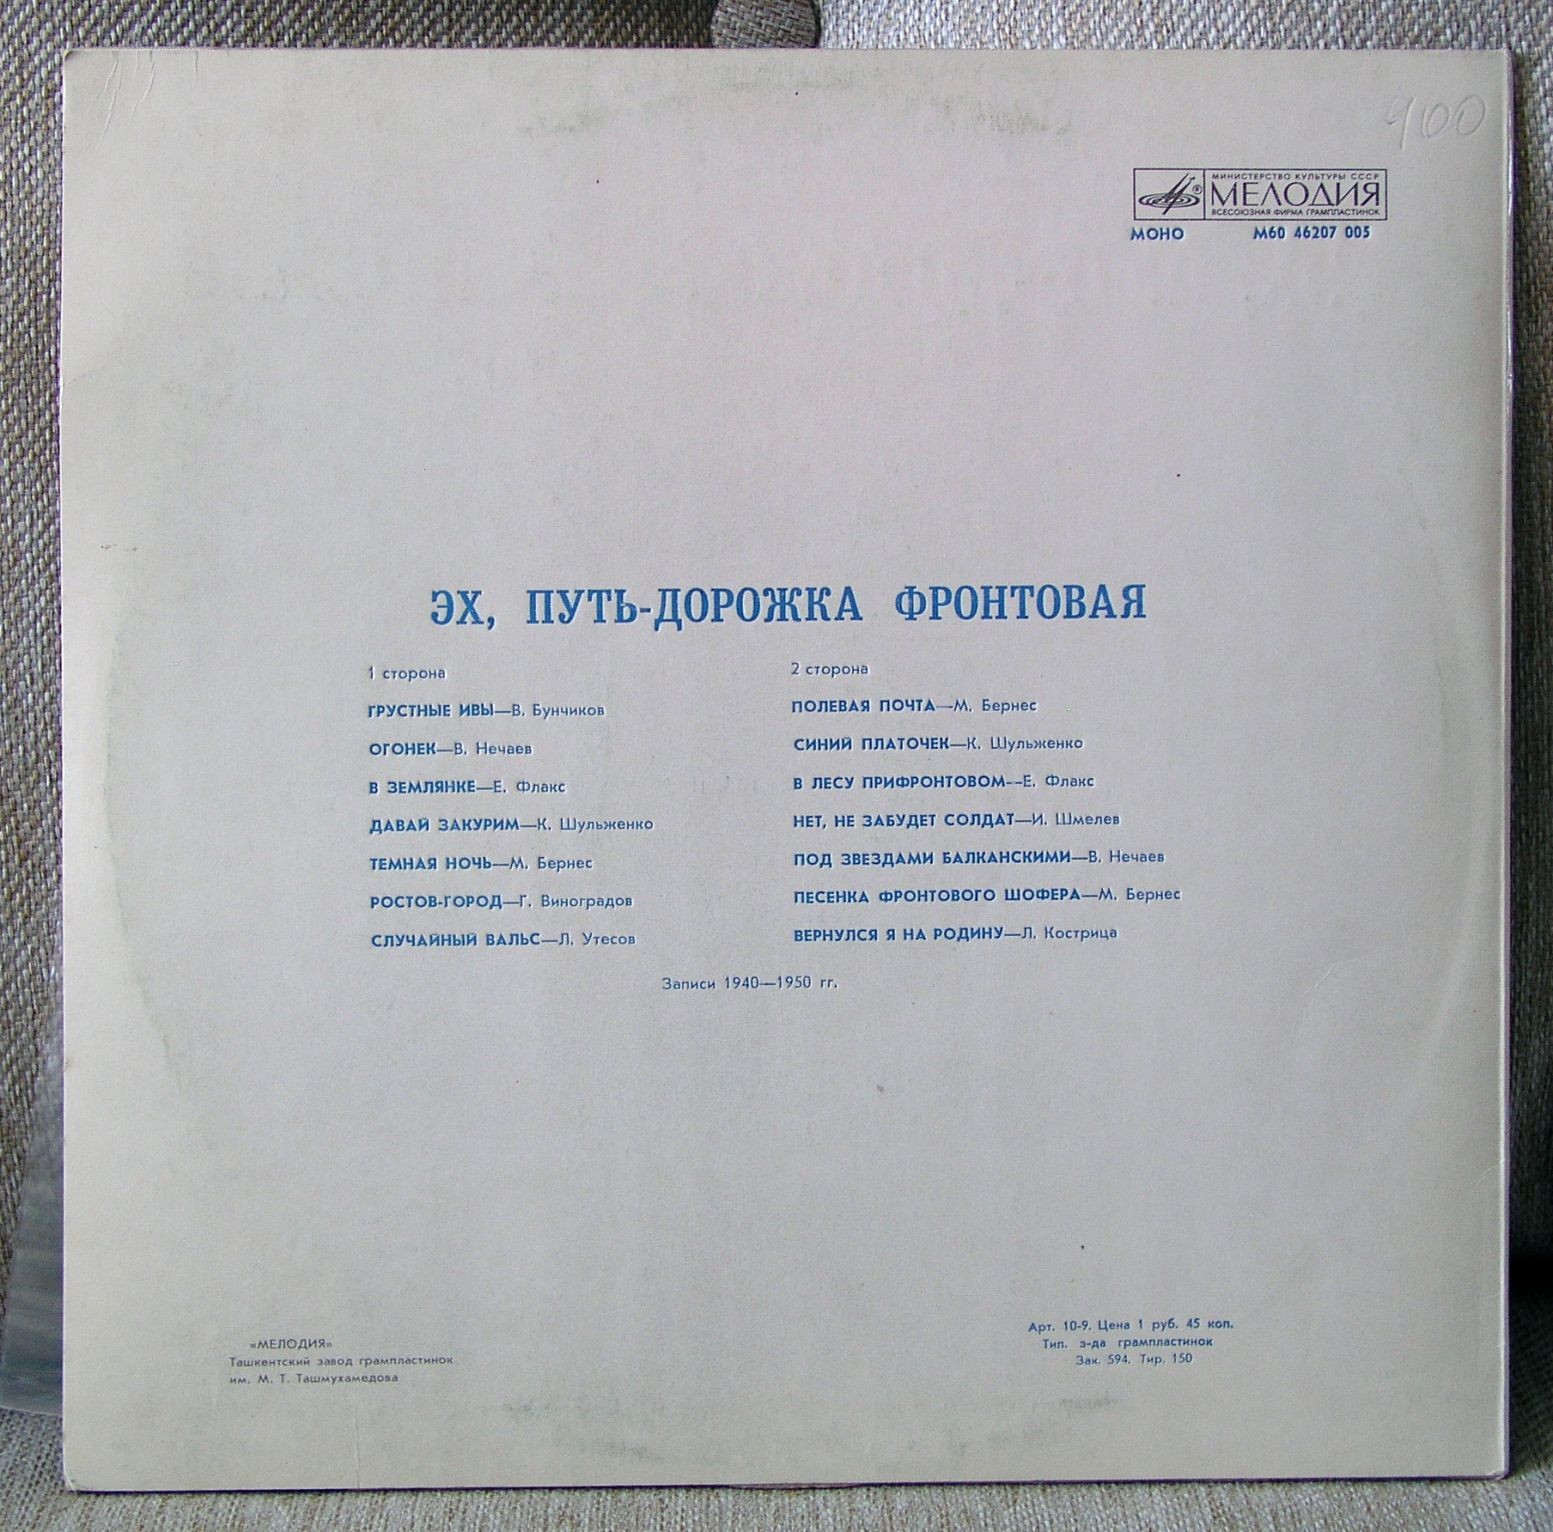 900
МИНИСТЕРСТВО КУЛЬТУРЫ СССР
МЕЛОДИЯ
ВСЕСОЮЗНАЯ ФИРМА ГРАМПЛАСТИНОК
МОНО М60 46207 005
ЭХ, ПУТЬ-ДОРОЖКА ФРОНТОВАЯ
1 сторона
ГРУСТНЫЕ ИВЫ—В. Бунчиков
ОГОНЕК—В. Нечаев
В ЗЕМЛЯНКЕ—Е. Флакс
ДАВАЙ ЗАКУРИМ—К. Шульженко
ТЕМНАЯ НОЧЬ—М. Бернес
РОСТОВ-ГОРОД—Г. Виноградов
СЛУЧАЙНЫЙ ВАЛЬС—Л. Утесов
2 сторона
ПОЛЕВАЯ ПОЧТА—М. Бернес
СИНИЙ ПЛАТОЧЕК—К. Шульженко
В ЛЕСУ ПРИФРОНТОВОМ--Е. Флакс
НЕТ, НЕ ЗАБУДЕТ СОЛДАТ—И. Шмелев
ПОД ЗВЕЗДАМИ БАЛКАНСКИМИ—В. Нечаев
ПЕСЕНКА ФРОНТОВОГО ШОФЕРА—М. Бернес
ВЕРНУЛСЯ Я НА РОДИНУ—Л. Кострица
Записи 1940—1950 гг.
«МЕЛОДИЯ»
Ташкентский завод грампластинок
им. М. Т. Ташмухамедова
Арт. 10-9. Цена 1 руб. 45 коп.
Тип. з-да грампластинок
Зак. 594. Тир. 150